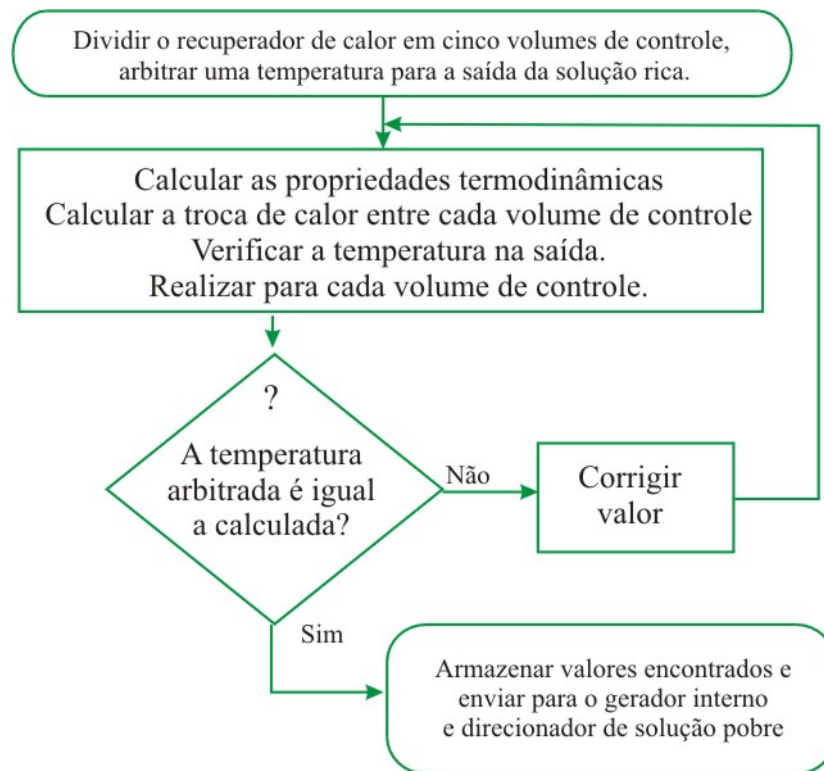 Dividir o recuperador de calor em cinco volumes de controle,
arbitrar uma temperatura para a saída da solução rica.
Calcular as propriedades termodinâmicas
Calcular a troca de calor entre cada volume de controle
Verificar a temperatura na saída.
Realizar para cada volume de controle.
?
A temperatura
arbitrada é igual
a calculada?
Não
Corrigir
valor
Sim
Armazenar valores encontrados e
enviar para o gerador interno
e direcionador de solução pobre